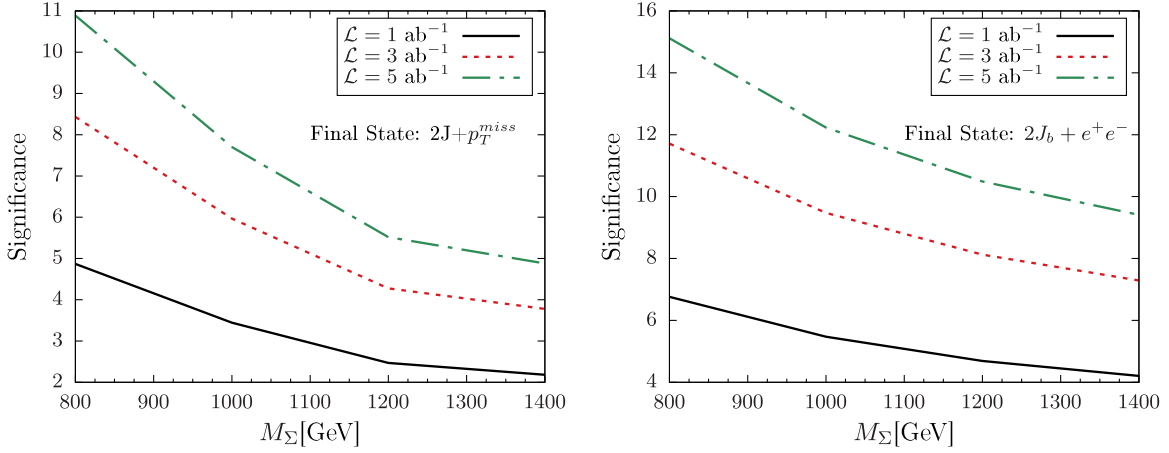 11
10
9
8
7
6
5
4
3
2
Significance
800 900 1000 1100 1200 1300 1400
M_Σ[GeV]
ℒ = 1 ab⁻¹
ℒ = 3 ab⁻¹
ℒ = 5 ab⁻¹
Final State: 2J+p_T^{miss}
16
14
12
10
8
6
4
Significance
800 900 1000 1100 1200 1300 1400
M_Σ[GeV]
ℒ = 1 ab⁻¹
ℒ = 3 ab⁻¹
ℒ = 5 ab⁻¹
Final State: 2J_b + e⁺e⁻